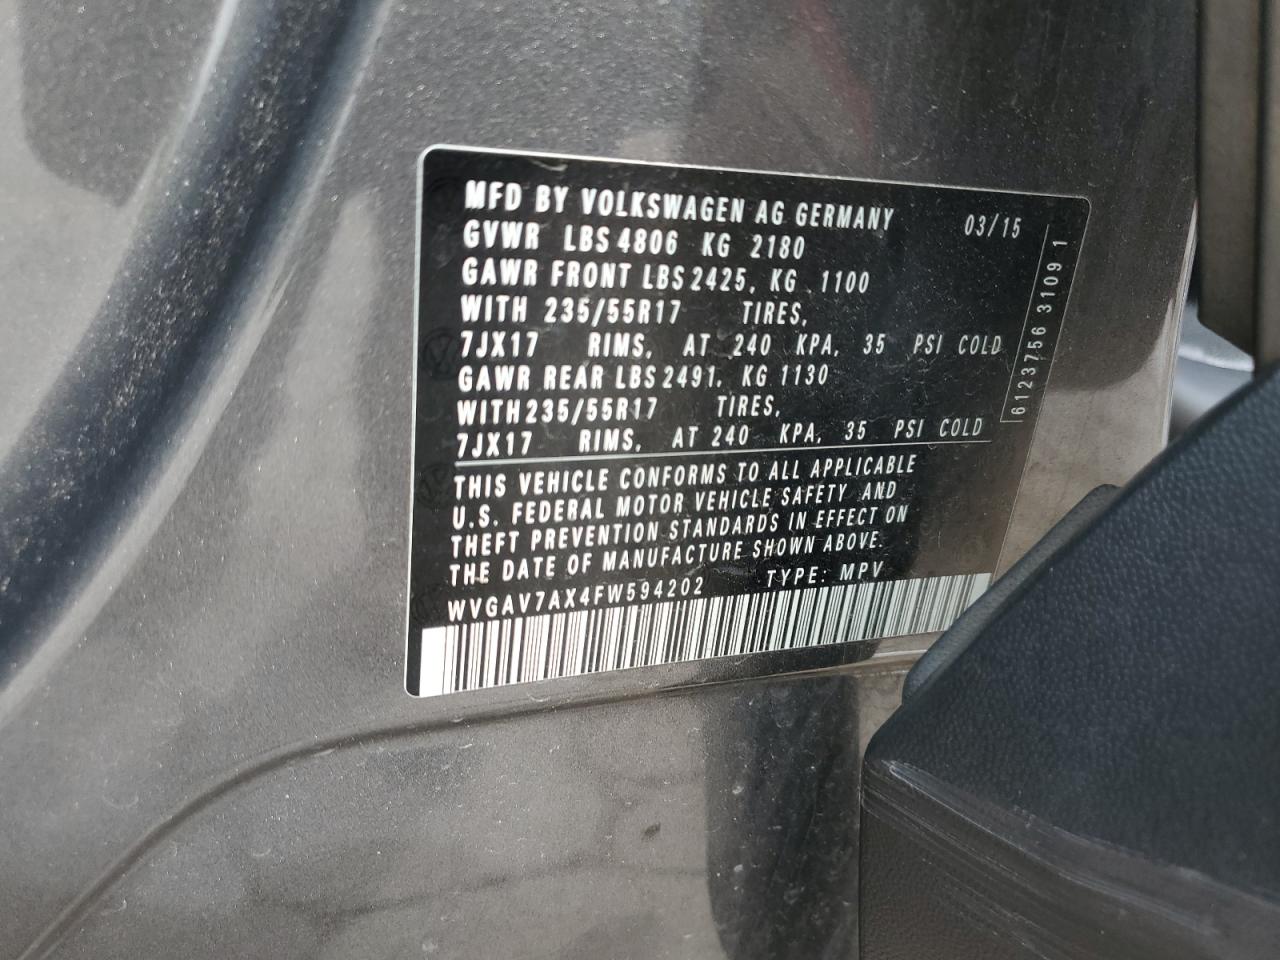 MFD BY VOLKSWAGEN AG GERMANY 03/15
GVWR LBS 4806 KG 2180
GAWR FRONT LBS 2425, KG 1100
WITH 235/55R17 TIRES,
7JX17 RIMS, AT 240 KPA, 35 PSI COLD
GAWR REAR LBS 2491, KG 1130
WITH 235/55R17 TIRES,
7JX17 RIMS, AT 240 KPA, 35 PSI COLD
THIS VEHICLE CONFORMS TO ALL APPLICABLE
U.S. FEDERAL MOTOR VEHICLE SAFETY AND
THEFT PREVENTION STANDARDS IN EFFECT ON
THE DATE OF MANUFACTURE SHOWN ABOVE.
WVGAV7AX4FW594202 TYPE: MPV
6123756 3109 1